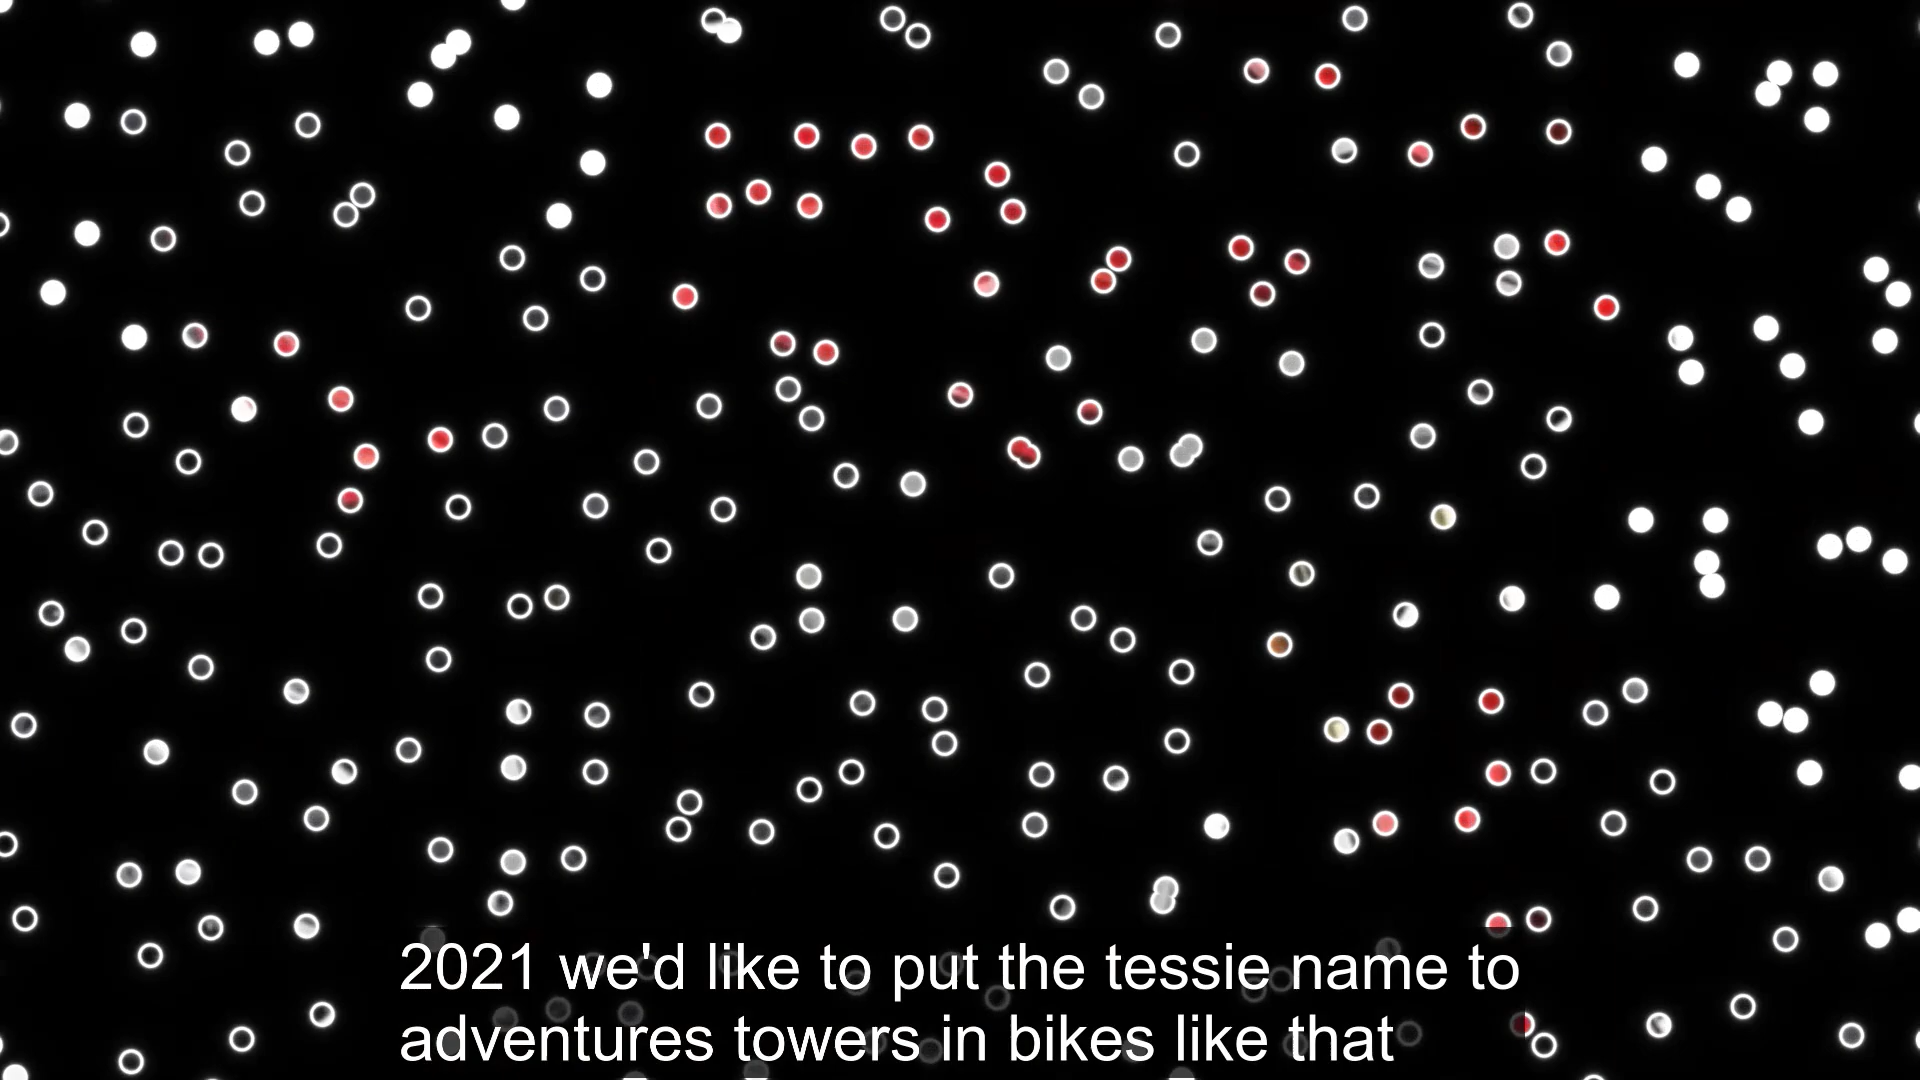 2021 we'd like to put the tessie name to
adventures towers in bikes like that